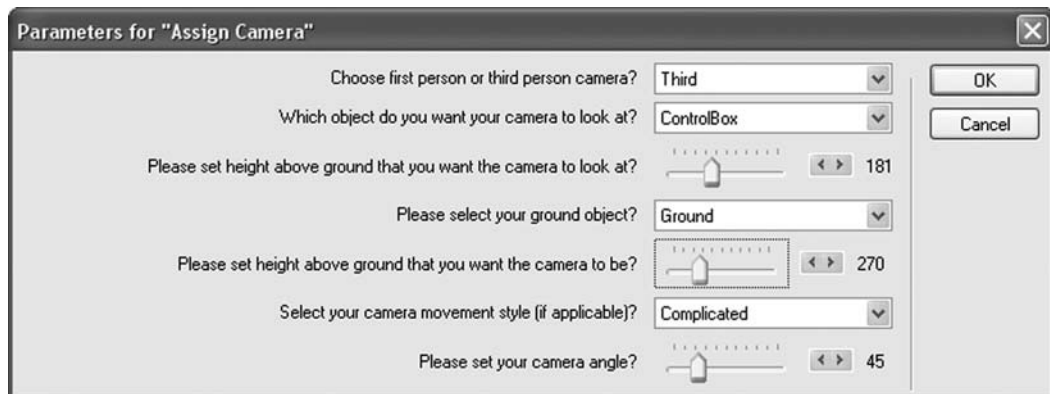 Parameters for "Assign Camera"
Choose first person or third person camera? Third OK
Which object do you want your camera to look at? ControlBox Cancel
Please set height above ground that you want the camera to look at? 181
Please select your ground object? Ground
Please set height above ground that you want the camera to be? 270
Select your camera movement style (if applicable)? Complicated
Please set your camera angle? 45